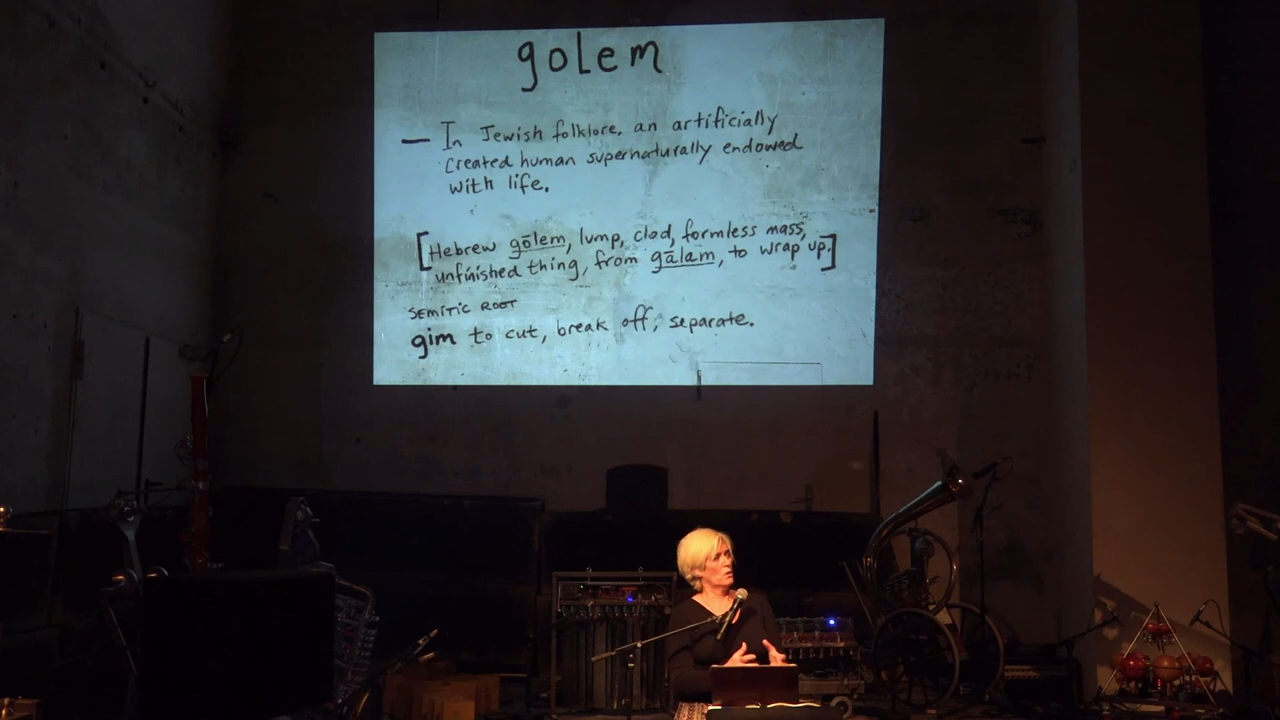 golem
— In Jewish folklore, an artificially
created human supernaturally endowed
with life.
[Hebrew gōlem, lump, clod, formless mass,
unfinished thing, from gālam, to wrap up.]
SEMITIC ROOT
gim to cut, break off, separate.